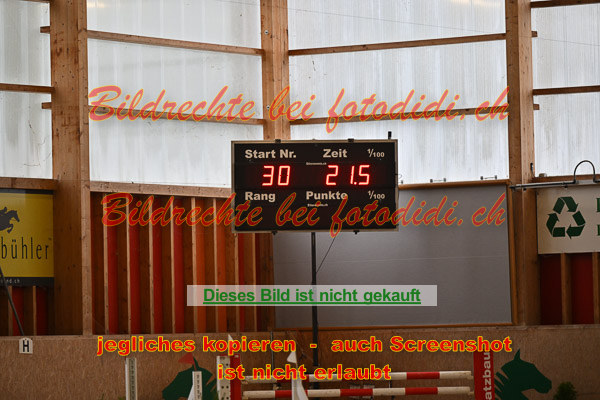 Bildrechte bei fotodidi.ch
Start Nr. Zeit 1/100
30 21.5
Rang Punkte 1/100
Bildrechte bei fotodidi.ch
bühler
Dieses Bild ist nicht gekauft
jegliches kopieren - auch Screenshot
ist nicht erlaubt
H
satzbau